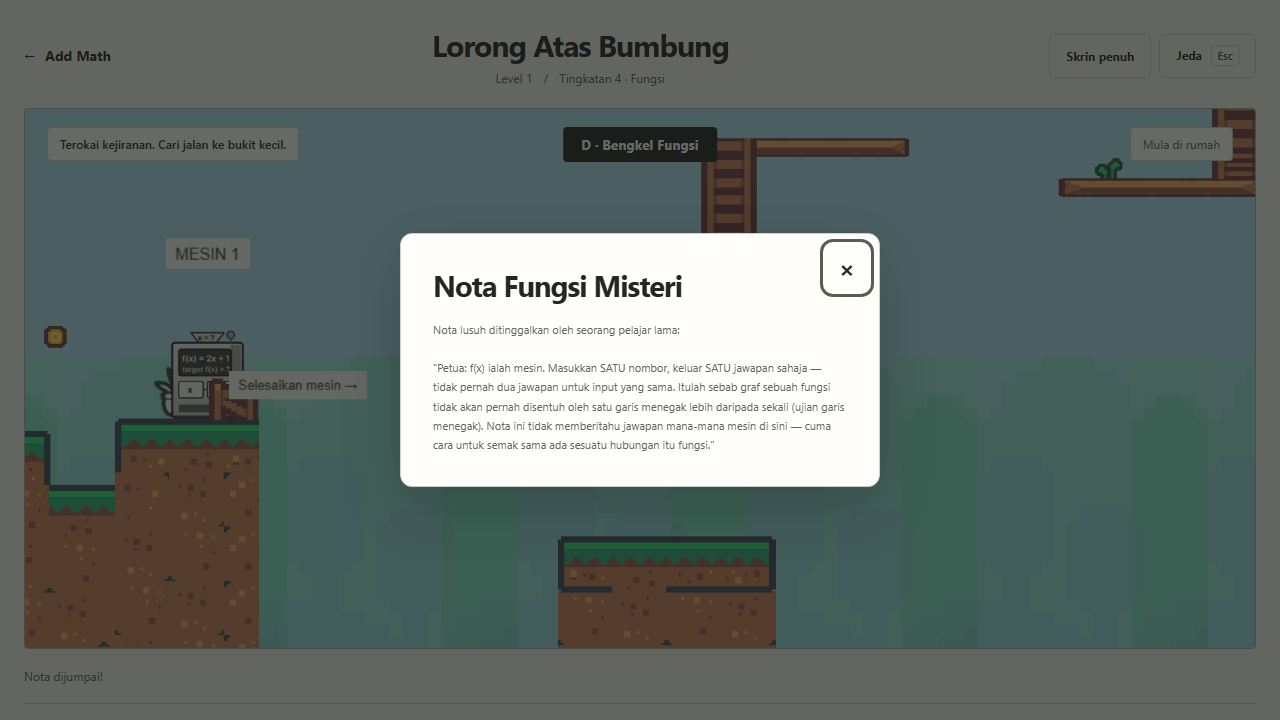 ← Add Math
Lorong Atas Bumbung
Level 1 / Tingkatan 4 · Fungsi
Skrin penuh
Jeda Esc
Terokai kejiranan. Cari jalan ke bukit kecil.
D · Bengkel Fungsi
Mula di rumah
MESIN 1
f(x) = 2x + 1
x
Selesaikan mesin →
Nota Fungsi Misteri
×
Nota lusuh ditinggalkan oleh seorang pelajar lama:
"Petua: f(x) ialah mesin. Masukkan SATU nombor, keluar SATU jawapan sahaja —
tidak pernah dua jawapan untuk input yang sama. Itulah sebab graf sebuah fungsi
tidak akan pernah disentuh oleh satu garis menegak lebih daripada sekali (ujian garis
menegak). Nota ini tidak memberitahu jawapan mana-mana mesin di sini — cuma
cara untuk semak sama ada sesuatu hubungan itu fungsi."
Nota dijumpai!